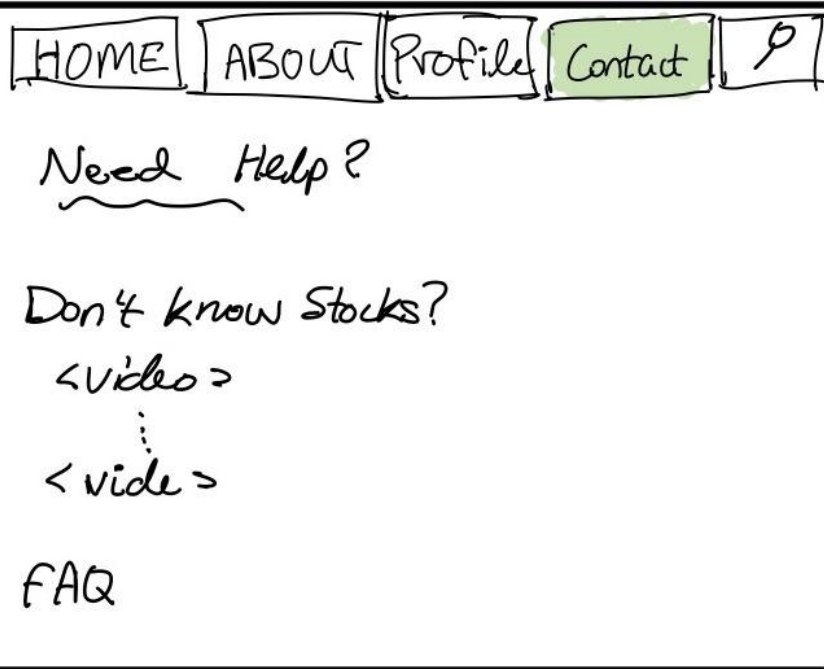 HOME ABOUT Profile Contact
Need Help?
Don't know Stocks?
<video>
<vide>
FAQ